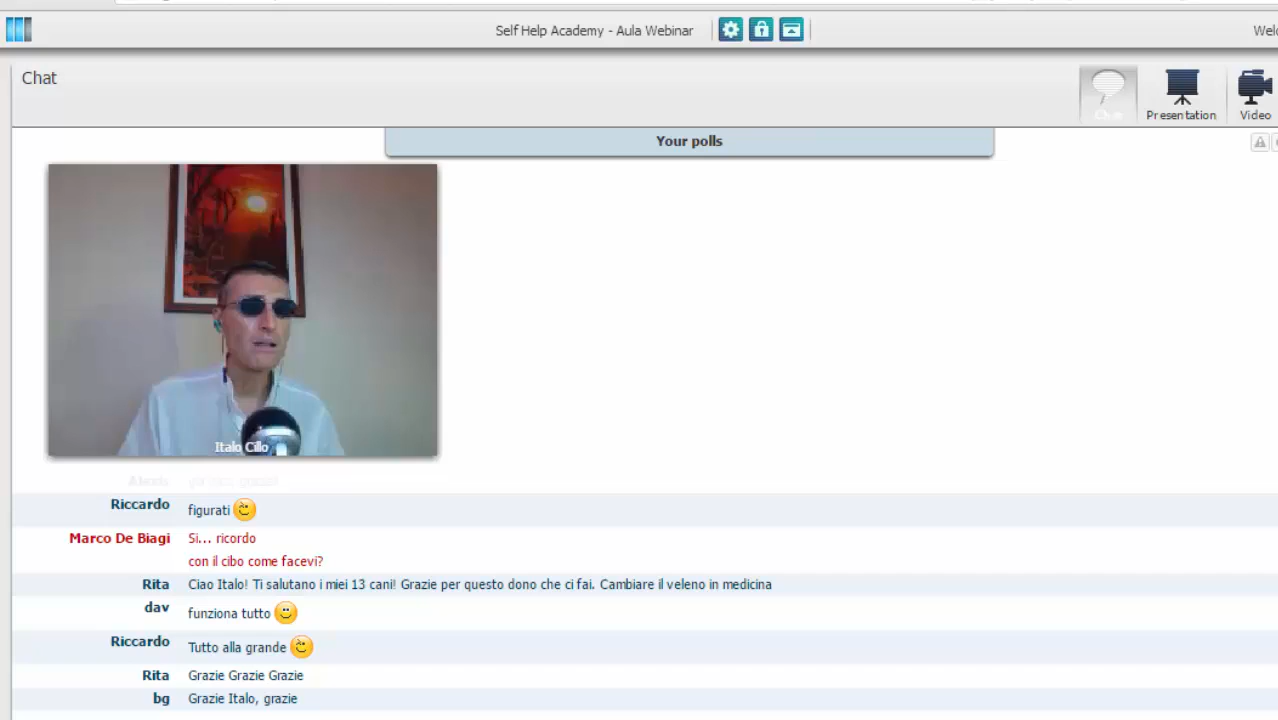 Self Help Academy - Aula Webinar
Chat
Presentation
Video
Your polls
Italo Cillo
Riccardo figurati
Marco De Biagi Si... ricordo
con il cibo come facevi?
Rita Ciao Italo! Ti salutano i miei 13 cani! Grazie per questo dono che ci fai. Cambiare il veleno in medicina
dav funziona tutto
Riccardo Tutto alla grande
Rita Grazie Grazie Grazie
bg Grazie Italo, grazie